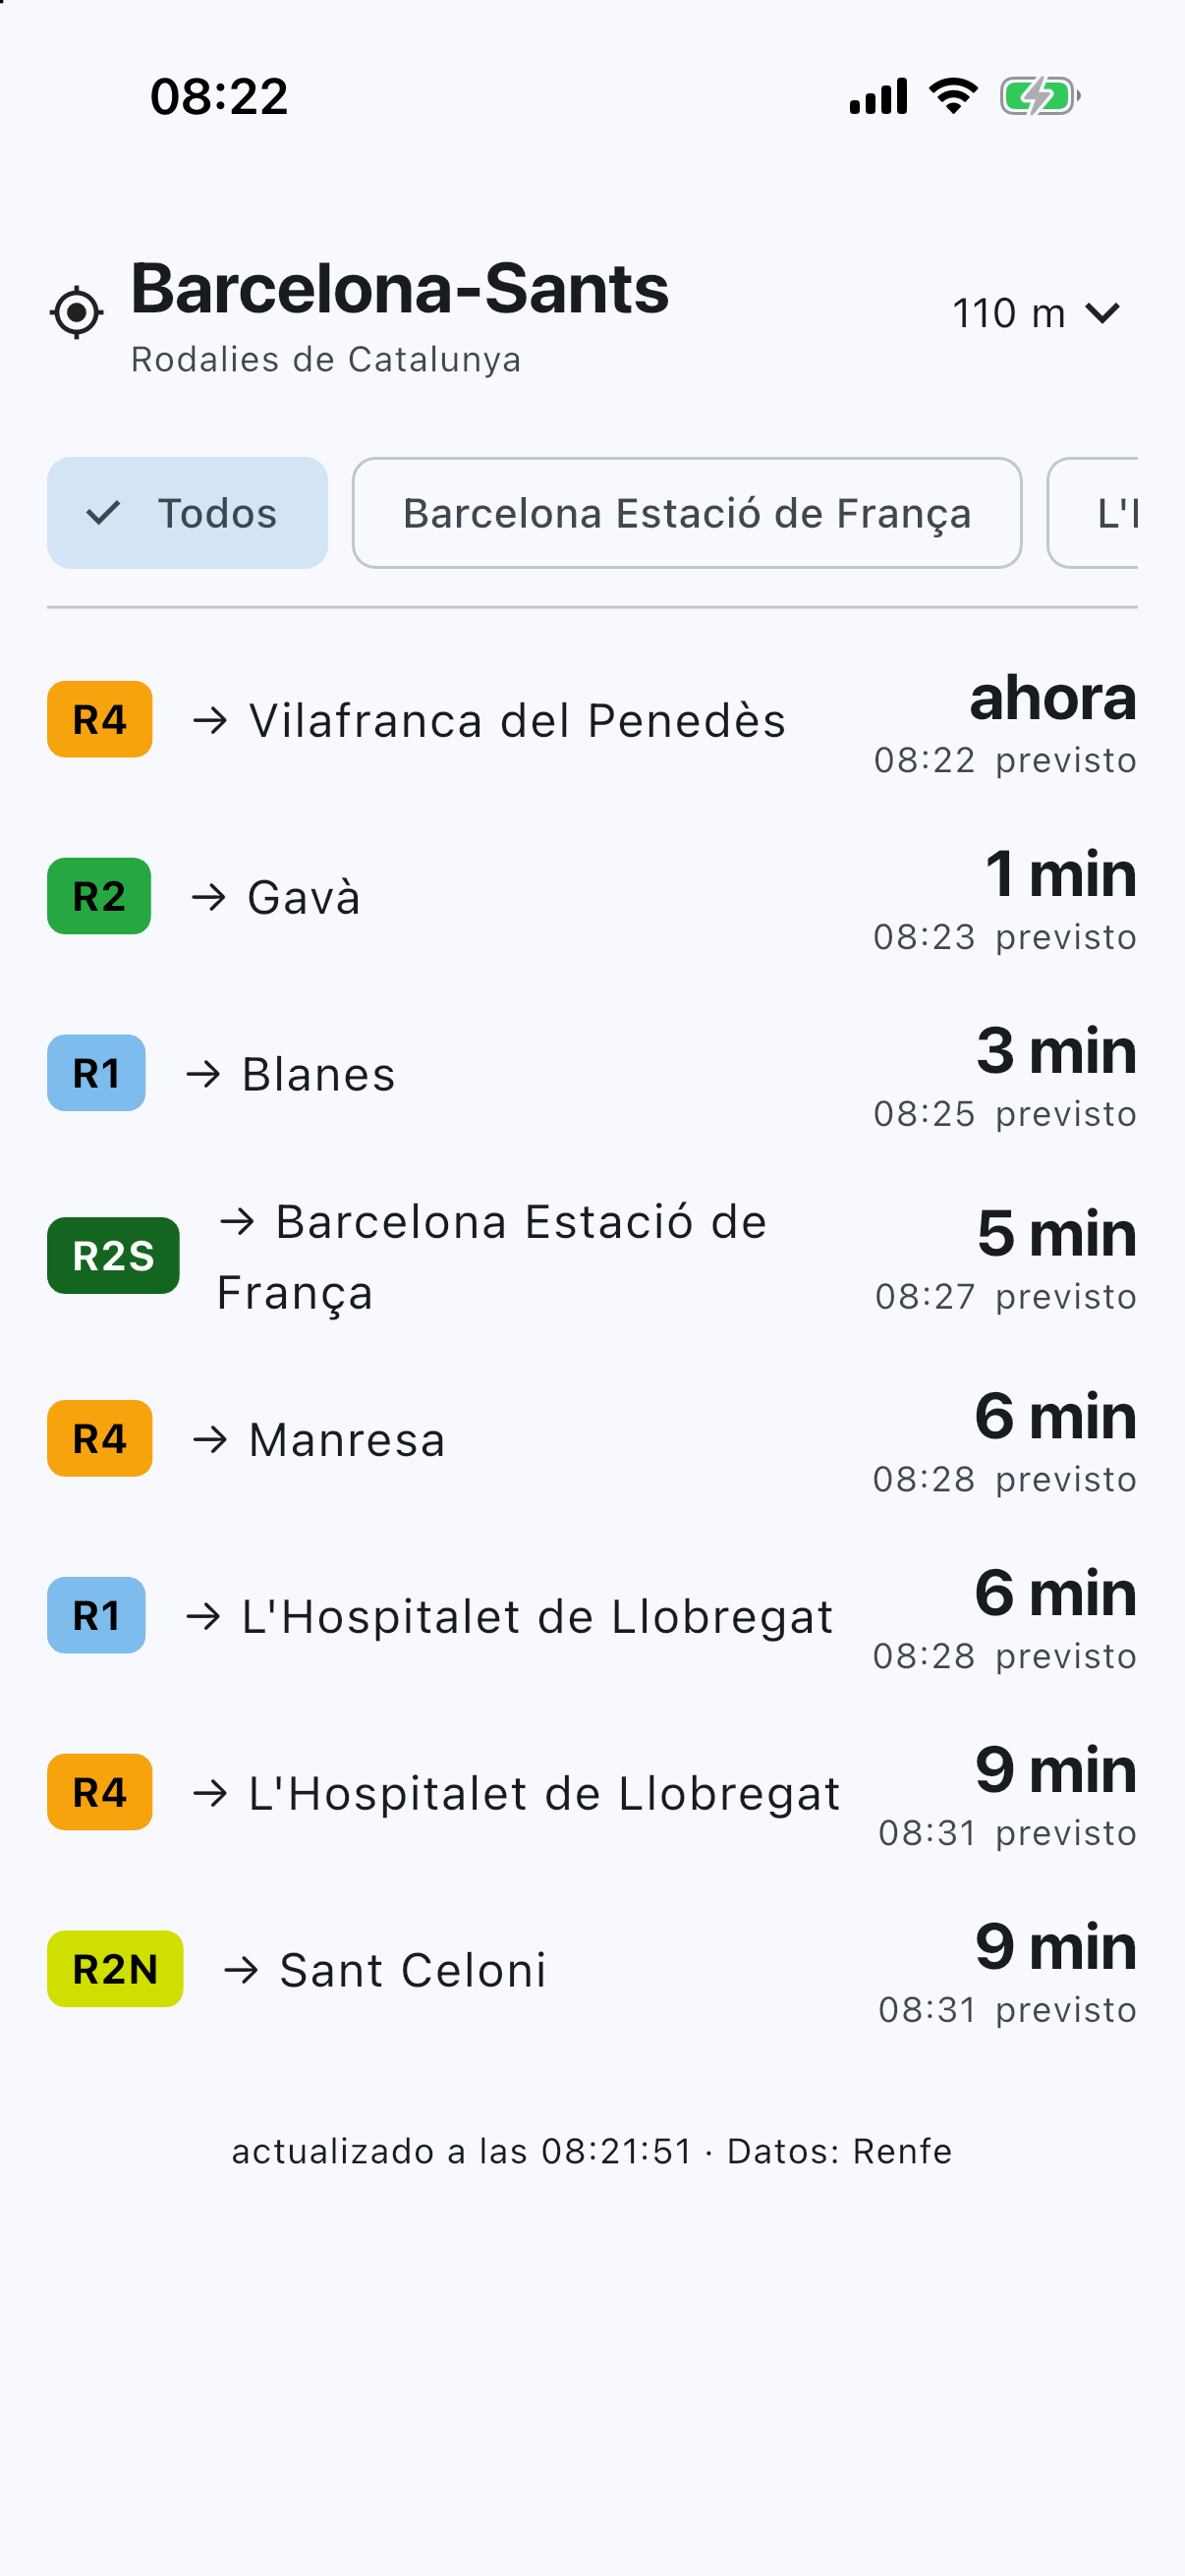 08:22
Barcelona-Sants
Rodalies de Catalunya
110 m
Todos
Barcelona Estació de França
R4 → Vilafranca del Penedès
ahora
08:22 previsto
R2 → Gavà
1 min
08:23 previsto
R1 → Blanes
3 min
08:25 previsto
R2S → Barcelona Estació de
França
5 min
08:27 previsto
R4 → Manresa
6 min
08:28 previsto
R1 → L'Hospitalet de Llobregat
6 min
08:28 previsto
R4 → L'Hospitalet de Llobregat
9 min
08:31 previsto
R2N → Sant Celoni
9 min
08:31 previsto
actualizado a las 08:21:51 · Datos: Renfe